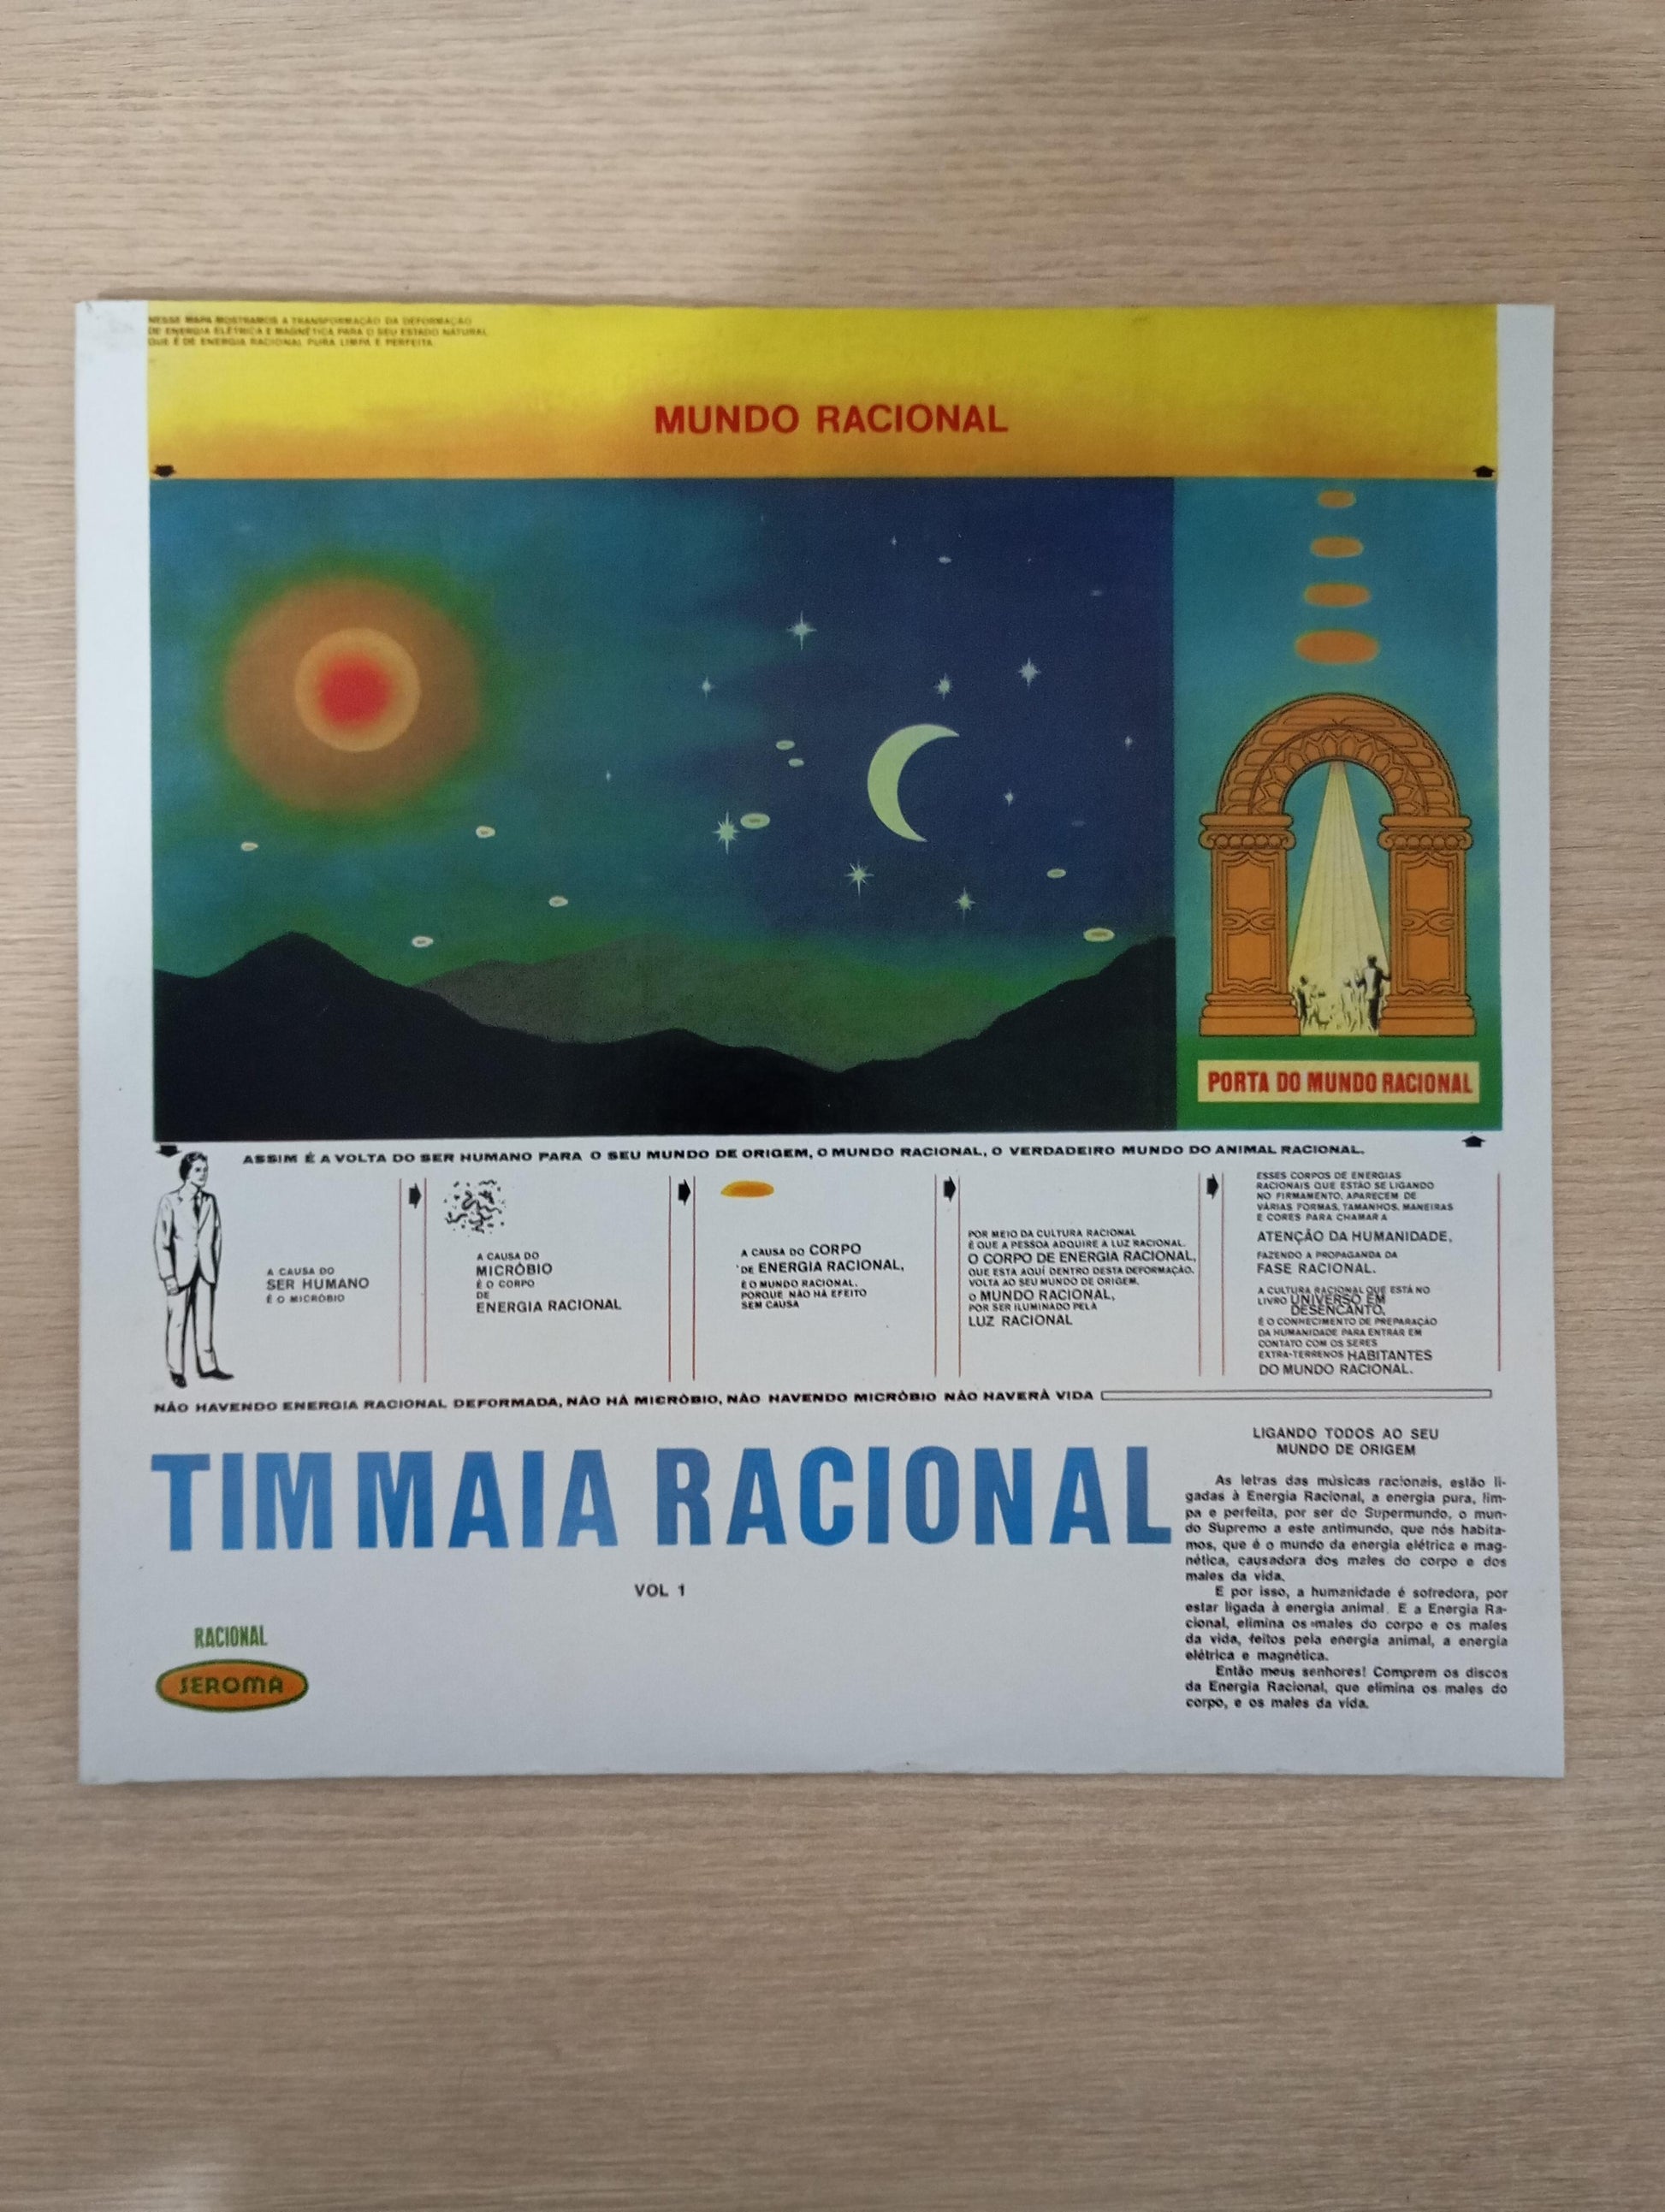 NESSE MAPA MOSTRAMOS A TRANSFORMAÇÃO DA DEFORMAÇÃO
DE ENERGIA ELÉTRICA E MAGNÉTICA PARA O SEU ESTADO NATURAL
QUE É DE ENERGIA RACIONAL PURA LIMPA E PERFEITA.
MUNDO RACIONAL
PORTA DO MUNDO RACIONAL
ASSIM É A VOLTA DO SER HUMANO PARA O SEU MUNDO DE ORIGEM, O MUNDO RACIONAL, O VERDADEIRO MUNDO DO ANIMAL RACIONAL.
A CAUSA DO
SER HUMANO
É O MICRÓBIO
A CAUSA DO
MICRÓBIO
É O CORPO
DE
ENERGIA RACIONAL
A CAUSA DO CORPO
DE ENERGIA RACIONAL,
É O MUNDO RACIONAL.
PORQUE NÃO HÁ EFEITO
SEM CAUSA
POR MEIO DA CULTURA RACIONAL
É QUE A PESSOA ADQUIRE A LUZ RACIONAL.
O CORPO DE ENERGIA RACIONAL,
QUE ESTA AQUÍ DENTRO DESTA DEFORMAÇÃO,
VOLTA AO SEU MUNDO DE ORIGEM,
O MUNDO RACIONAL,
POR SER ILUMINADO PELA
LUZ RACIONAL
ESSES CORPOS DE ENERGIAS
RACIONAIS QUE ESTÃO SE LIGANDO
NO FIRMAMENTO, APARECEM DE
VÁRIAS FORMAS, TAMANHOS, MANEIRAS
E CORES PARA CHAMAR A
ATENÇÃO DA HUMANIDADE,
FAZENDO A PROPAGANDA DA
FASE RACIONAL.
A CULTURA RACIONAL QUE ESTÁ NO
LIVRO UNIVERSO EM
DESENCANTO,
É O CONHECIMENTO DE PREPARAÇÃO
DA HUMANIDADE PARA ENTRAR EM
CONTATO COM OS SERES
EXTRA-TERRENOS HABITANTES
DO MUNDO RACIONAL.
NÃO HAVENDO ENERGIA RACIONAL DEFORMADA, NÃO HÁ MICRÓBIO, NÃO HAVENDO MICRÓBIO NÃO HAVERÁ VIDA
TIM MAIA RACIONAL
VOL 1
RACIONAL
SEROMA
LIGANDO TODOS AO SEU
MUNDO DE ORIGEM
As letras das músicas racionais, estão li-
gadas à Energia Racional, a energia pura, lim-
pa e perfeita, por ser do Supermundo, o mun-
do Supremo a este antimundo, que nós habita-
mos, que é o mundo da energia elétrica e mag-
nética, causadora dos males do corpo e dos
males da vida.
E por isso, a humanidade é sofredora, por
estar ligada à energia animal. E a Energia Ra-
cional, elimina os males do corpo e os males
da vida, feitos pela energia animal, a energia
elétrica e magnética.
Então meus senhores! Comprem os discos
da Energia Racional, que elimina os males do
corpo, e os males da vida.